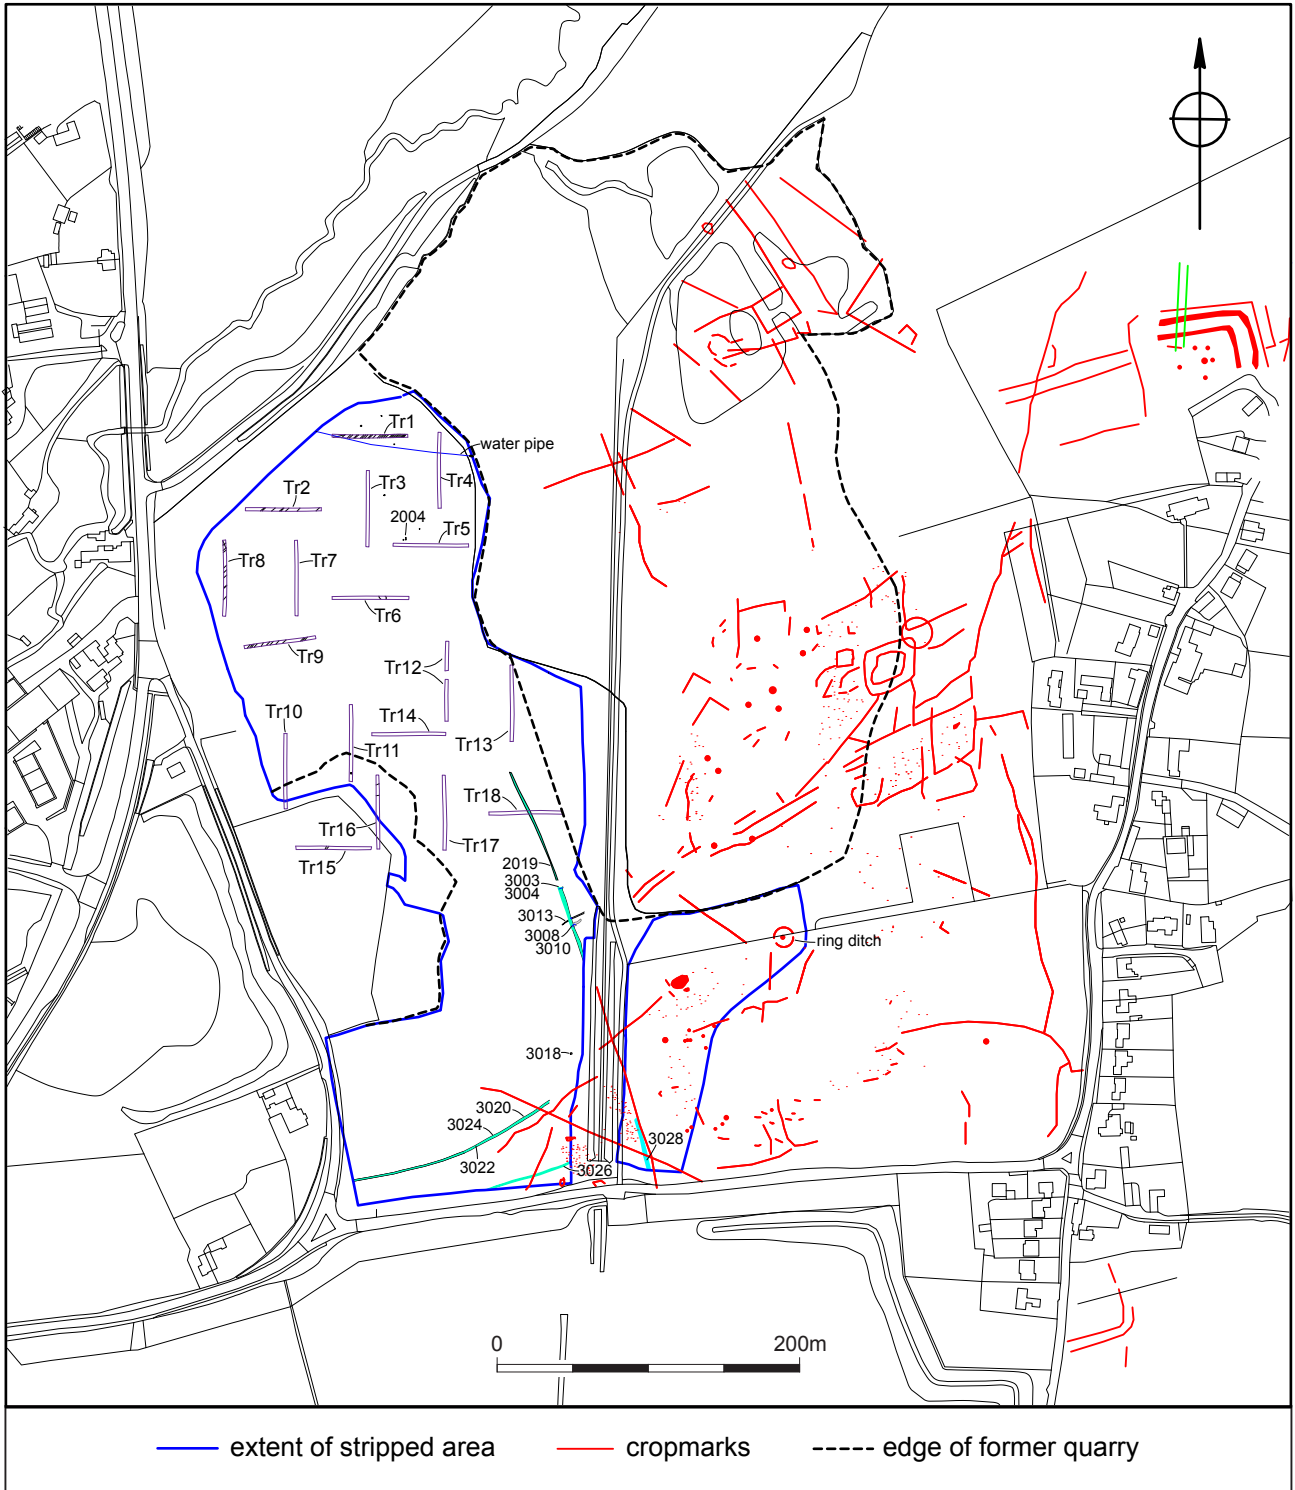 Tr1
water pipe
Tr3
Tr4
Tr2
2004
Tr5
Tr8
Tr7
Tr6
Tr9
Tr12
Tr10
Tr14
Tr11
Tr13
Tr18
Tr16
Tr17
Tr15
2019
3003
3004
3013
3008
3010
ring ditch
3018
3020
3024
3022
3028
3026
0
200m
extent of stripped area
cropmarks
edge of former quarry